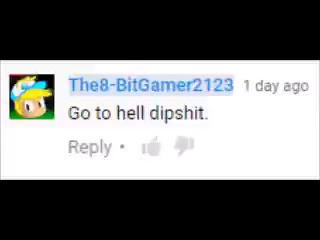 The8-BitGamer2123 1 day ago
Go to hell dipshit.
Reply •